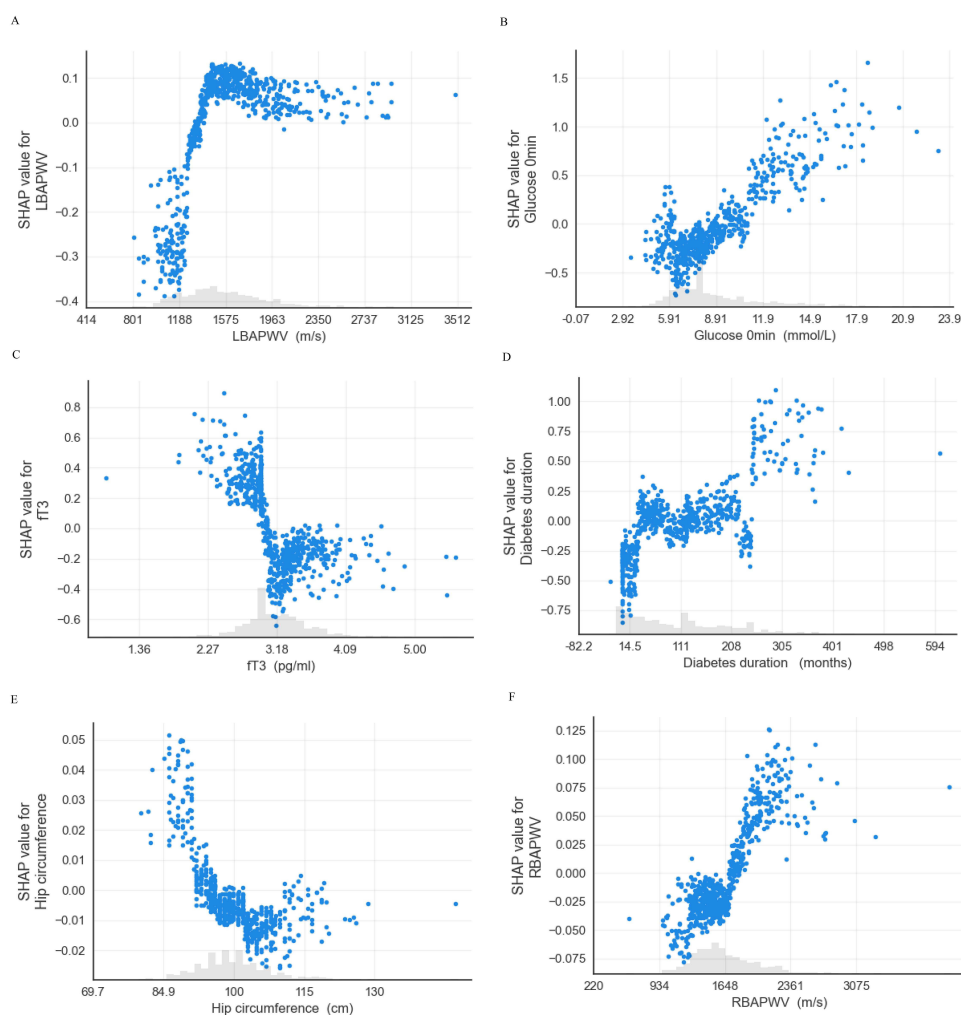 A
SHAP value for
LBAPWV
0.1
0.0
−0.1
−0.2
−0.3
−0.4
414 801 1188 1575 1963 2350 2737 3125 3512
LBAPWV (m/s)
B
SHAP value for
Glucose 0min
1.5
1.0
0.5
0.0
−0.5
-0.07 2.92 5.91 8.91 11.9 14.9 17.9 20.9 23.9
Glucose 0min (mmol/L)
C
SHAP value for
fT3
0.8
0.6
0.4
0.2
0.0
−0.2
−0.4
−0.6
1.36 2.27 3.18 4.09 5.00
fT3 (pg/ml)
D
SHAP value for
Diabetes duration
1.00
0.75
0.50
0.25
0.00
−0.25
−0.50
−0.75
-82.2 14.5 111 208 305 401 498 594
Diabetes duration (months)
E
SHAP value for
Hip circumference
0.05
0.04
0.03
0.02
0.01
0.00
−0.01
−0.02
69.7 84.9 100 115 130
Hip circumference (cm)
F
SHAP value for
RBAPWV
0.125
0.100
0.075
0.050
0.025
0.000
−0.025
−0.050
−0.075
220 934 1648 2361 3075
RBAPWV (m/s)